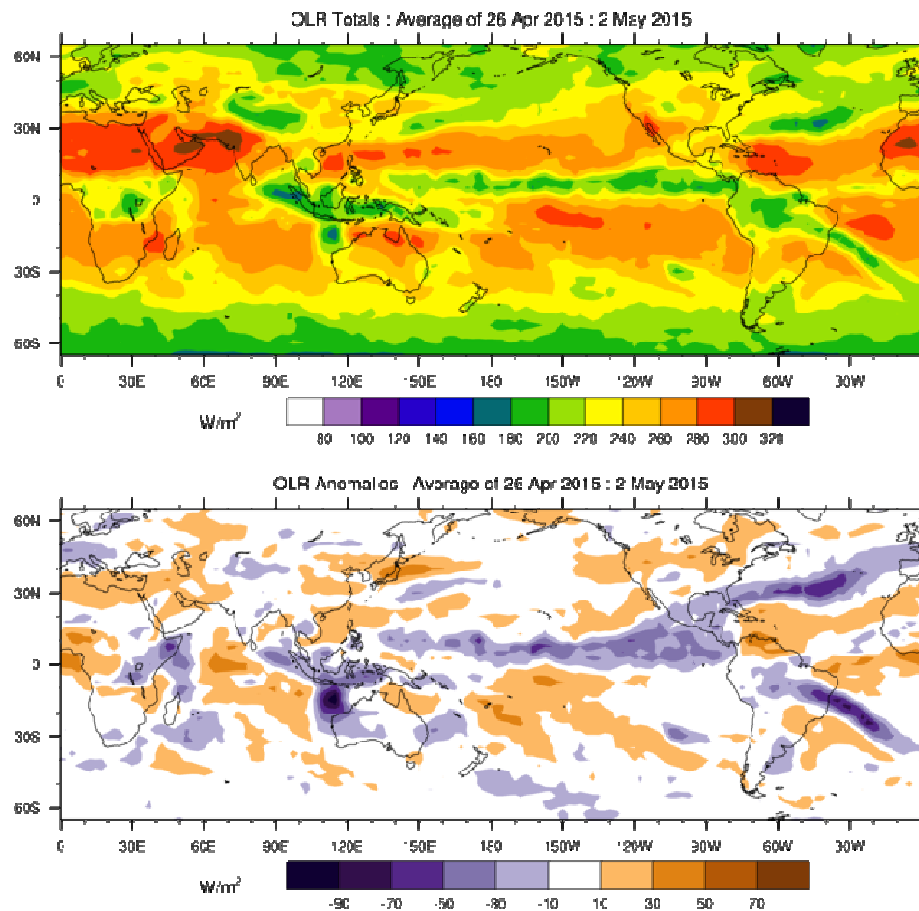 OLR Totals : Average of 26 Apr 2015 : 2 May 2015
60N
30N
0
30S
60S
0 30E 60E 90E 120E 150E 180 150W 120W 90W 60W 30W
W/m²
80 100 120 140 160 180 200 220 240 260 280 300 320
OLR Anomalies Average of 26 Apr 2015 : 2 May 2015
60N
30N
0
30S
60S
0 30E 60E 90E 120E 150E 180 150W 120W 90W 60W 30W
W/m²
-90 -70 -50 -30 -10 10 30 50 70